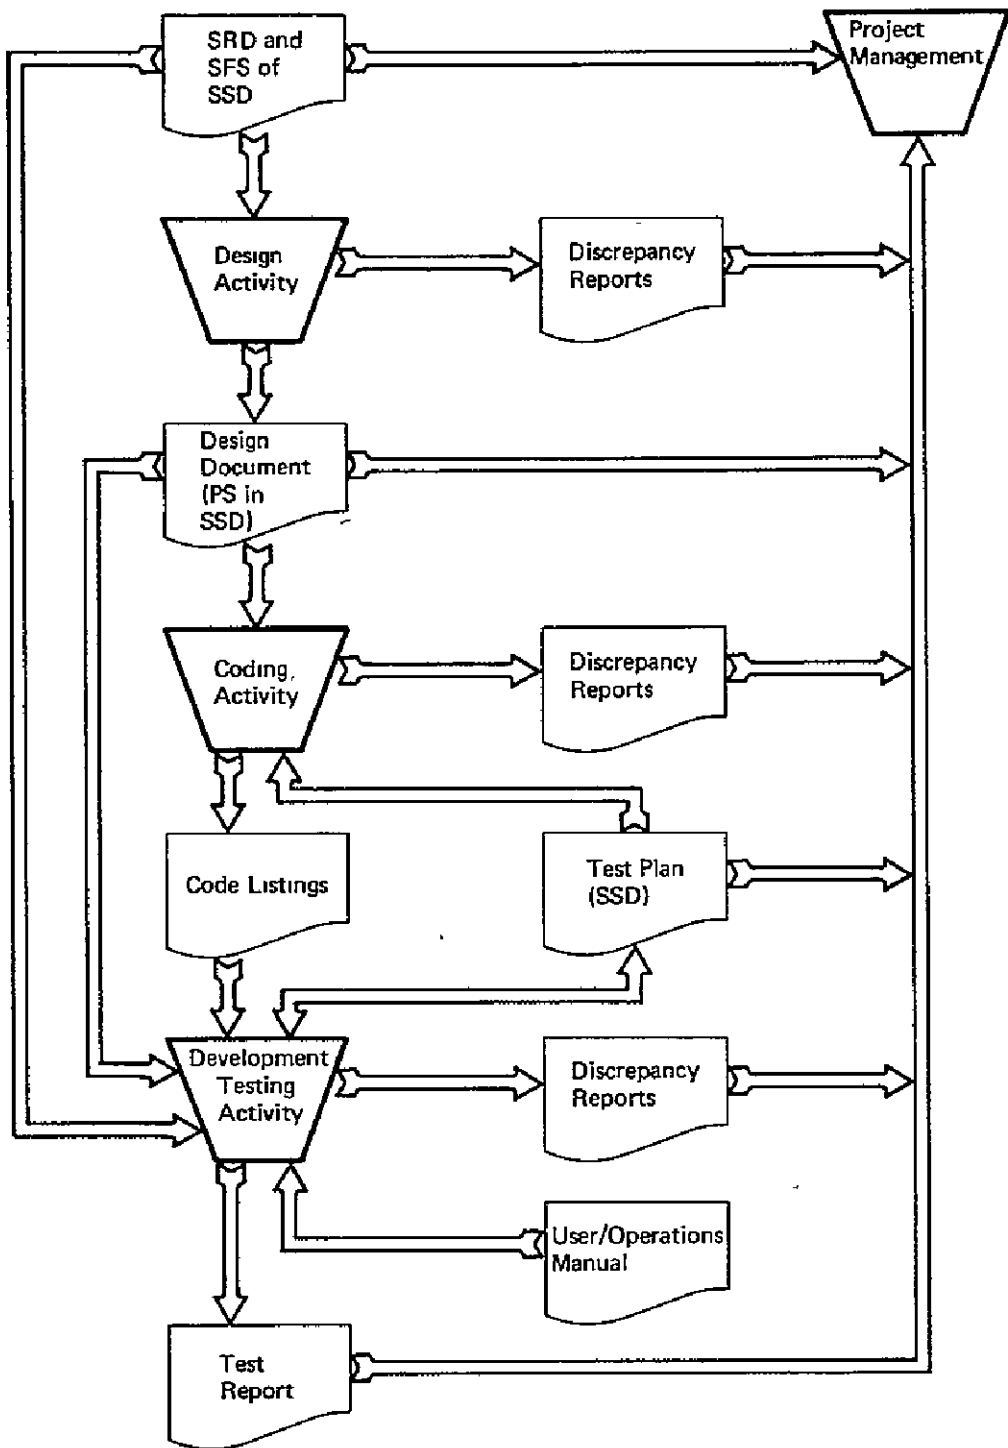 SRD and
SFS of
SSD
Project
Management
Design
Activity
Discrepancy
Reports
Design
Document
(PS in
SSD)
Coding,
Activity
Discrepancy
Reports
Code Listings
Test Plan
(SSD)
Development
Testing
Activity
Discrepancy
Reports
User/Operations
Manual
Test
Report